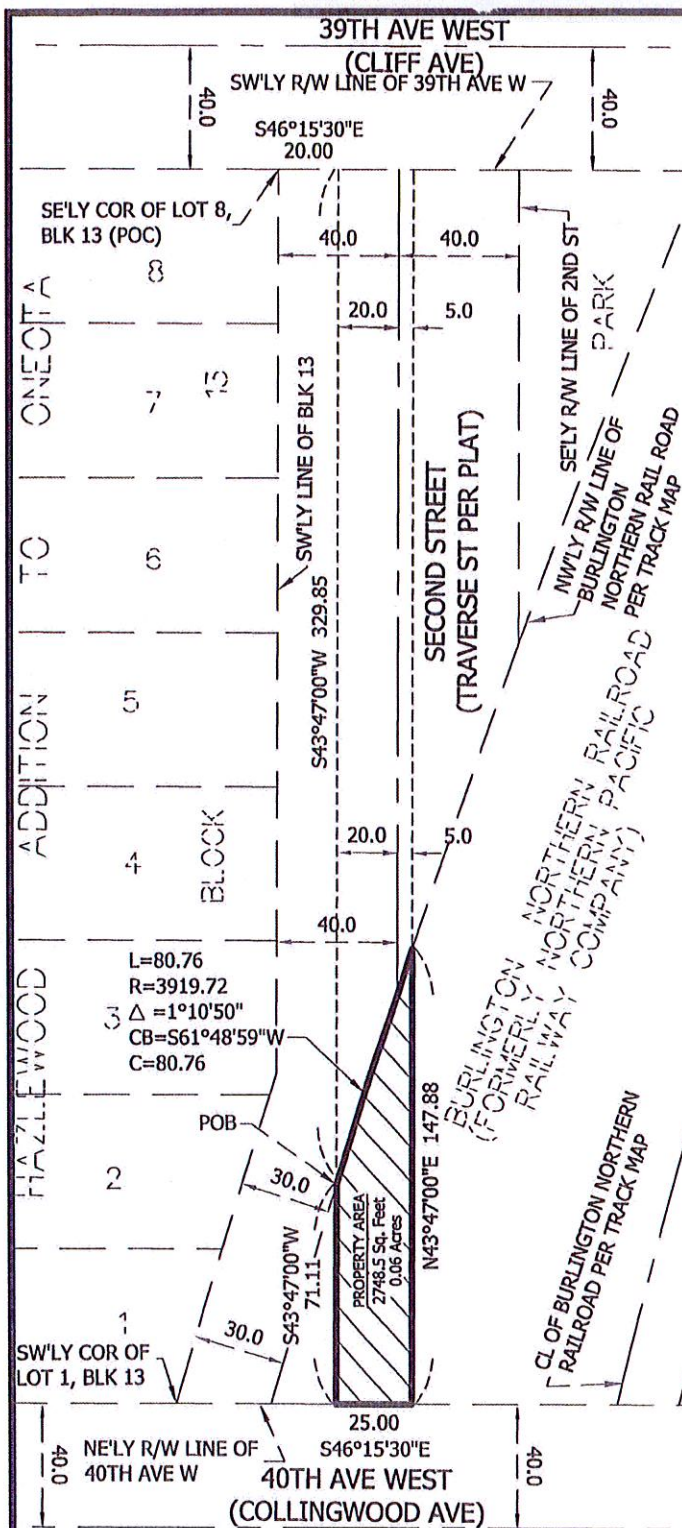 39TH AVE WEST
(CLIFF AVE)
SW'LY R/W LINE OF 39TH AVE W
40.0
40.0
S46°15'30"E
20.00
SE'LY COR OF LOT 8,
BLK 13 (POC)
40.0
40.0
20.0
5.0
8
7
13
6
5
4
3
2
1
BLOCK
HAZLEWOOD ADDITION TO ONEOTA
SW'LY LINE OF BLK 13
S43°47'00"W 329.85
SECOND STREET
(TRAVERSE ST PER PLAT)
SE'LY R/W LINE OF 2ND ST
PARK
NW'LY R/W LINE OF
BURLINGTON
NORTHERN RAIL ROAD
PER TRACK MAP
BURLINGTON NORTHERN RAILROAD
(FORMERLY NORTHERN PACIFIC
RAILWAY COMPANY)
20.0
5.0
40.0
L=80.76
R=3919.72
Δ =1°10'50"
CB=S61°48'59"W
C=80.76
POB
30.0
30.0
S43°47'00"W
71.11
PROPERTY AREA
2748.5 Sq. Feet
0.06 Acres
N43°47'00"E 147.88
CL OF BURLINGTON NORTHERN
RAILROAD PER TRACK MAP
SW'LY COR OF
LOT 1, BLK 13
NE'LY R/W LINE OF
40TH AVE W
25.00
S46°15'30"E
40.0
40.0
40TH AVE WEST
(COLLINGWOOD AVE)